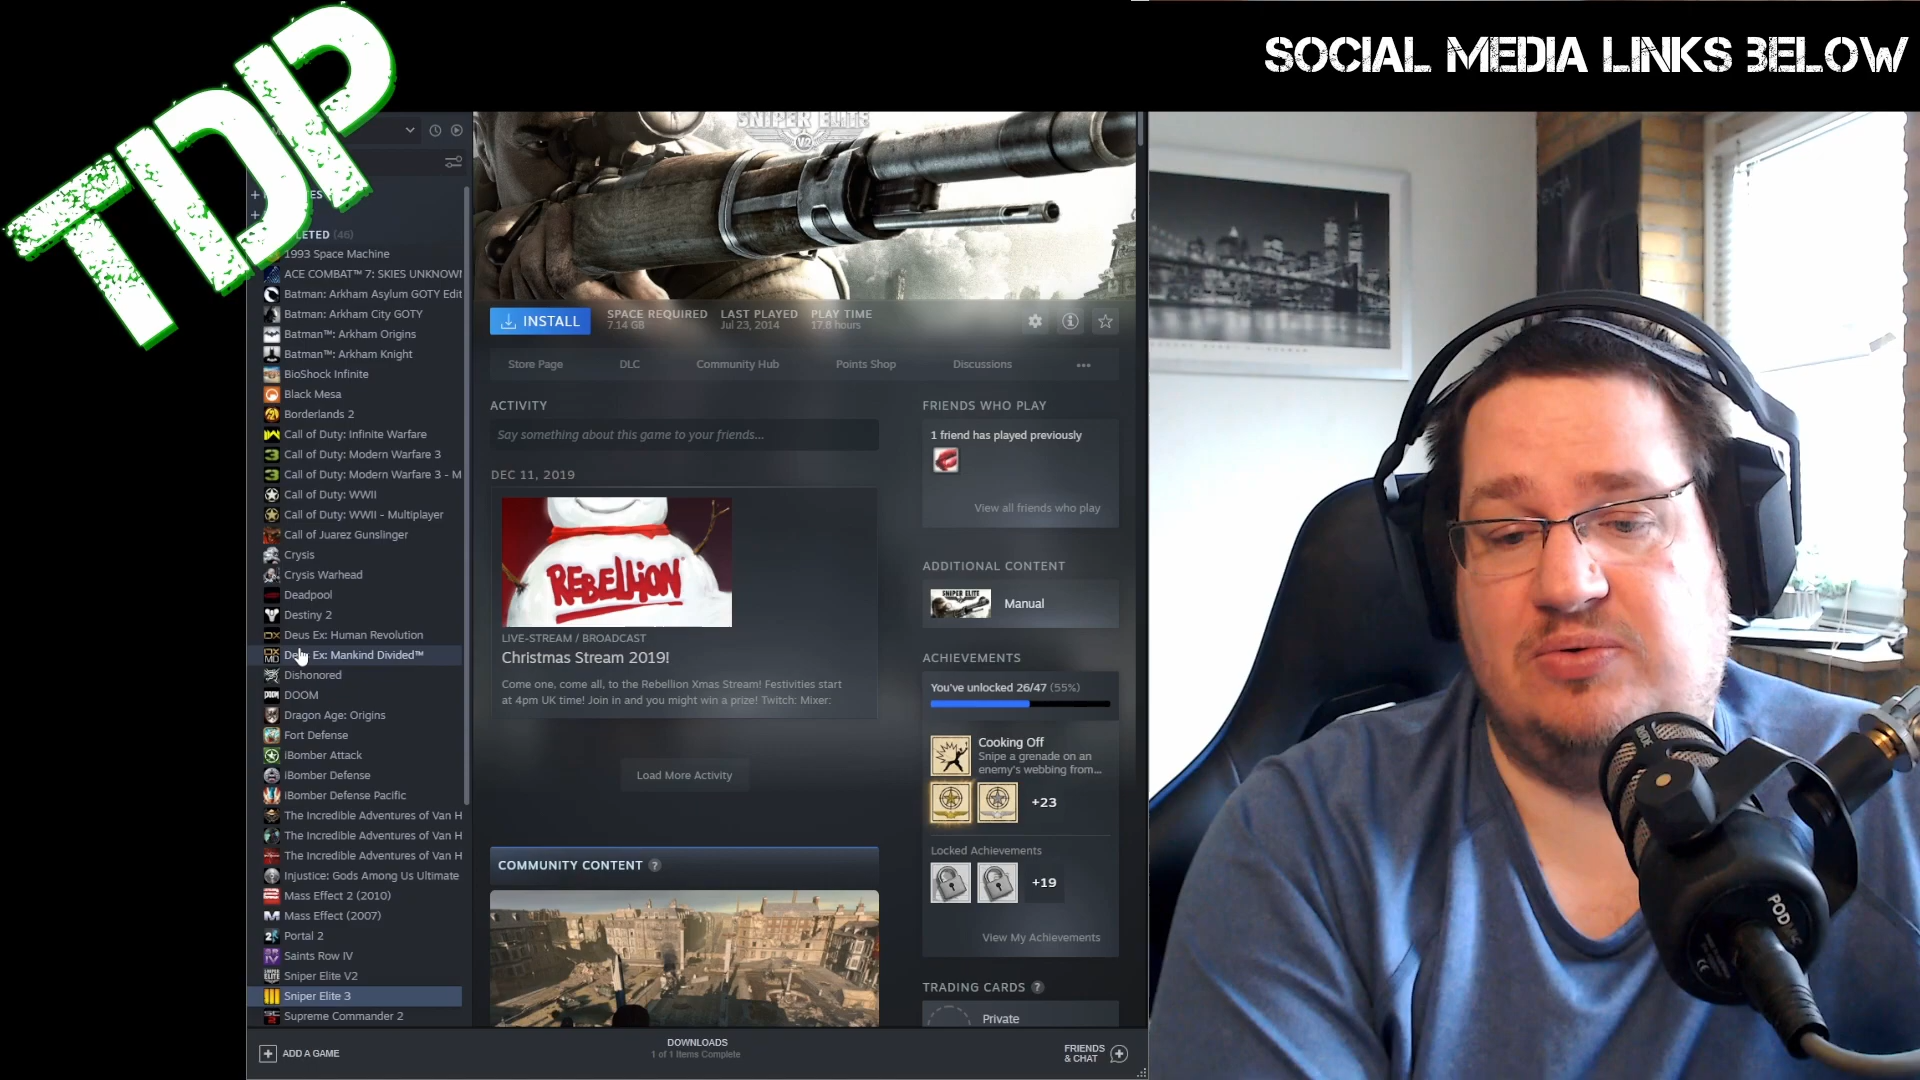 TDP
SOCIAL MEDIA LINKS BELOW
SNIPER ELITE
V2
ES
LETED (46)
1993 Space Machine
ACE COMBAT™ 7: SKIES UNKNOWN
Batman: Arkham Asylum GOTY Edit
Batman: Arkham City GOTY
Batman™: Arkham Origins
Batman™: Arkham Knight
BioShock Infinite
Black Mesa
Borderlands 2
Call of Duty: Infinite Warfare
Call of Duty: Modern Warfare 3
Call of Duty: Modern Warfare 3 - M
Call of Duty: WWII
Call of Duty: WWII - Multiplayer
Call of Juarez Gunslinger
Crysis
Crysis Warhead
Deadpool
Destiny 2
Deus Ex: Human Revolution
Deus Ex: Mankind Divided™
Dishonored
DOOM
Dragon Age: Origins
Fort Defense
iBomber Attack
iBomber Defense
iBomber Defense Pacific
The Incredible Adventures of Van H
The Incredible Adventures of Van H
The Incredible Adventures of Van H
Injustice: Gods Among Us Ultimate
Mass Effect 2 (2010)
Mass Effect (2007)
Portal 2
Saints Row IV
Sniper Elite V2
Sniper Elite 3
Supreme Commander 2
ADD A GAME
INSTALL
SPACE REQUIRED
7.14 GB
LAST PLAYED
Jul 23, 2014
PLAY TIME
17.8 hours
Store Page
DLC
Community Hub
Points Shop
Discussions
ACTIVITY
Say something about this game to your friends...
DEC 11, 2019
REBELLION
LIVE-STREAM / BROADCAST
Christmas Stream 2019!
Come one, come all, to the Rebellion Xmas Stream! Festivities start
at 4pm UK time! Join in and you might win a prize! Twitch: Mixer:
Load More Activity
COMMUNITY CONTENT ?
FRIENDS WHO PLAY
1 friend has played previously
View all friends who play
ADDITIONAL CONTENT
SNIPER ELITE
Manual
ACHIEVEMENTS
You've unlocked 26/47 (55%)
Cooking Off
Snipe a grenade on an
enemy's webbing from...
+23
Locked Achievements
+19
View My Achievements
TRADING CARDS ?
Private
DOWNLOADS
1 of 1 Items Complete
FRIENDS
& CHAT
RØDE